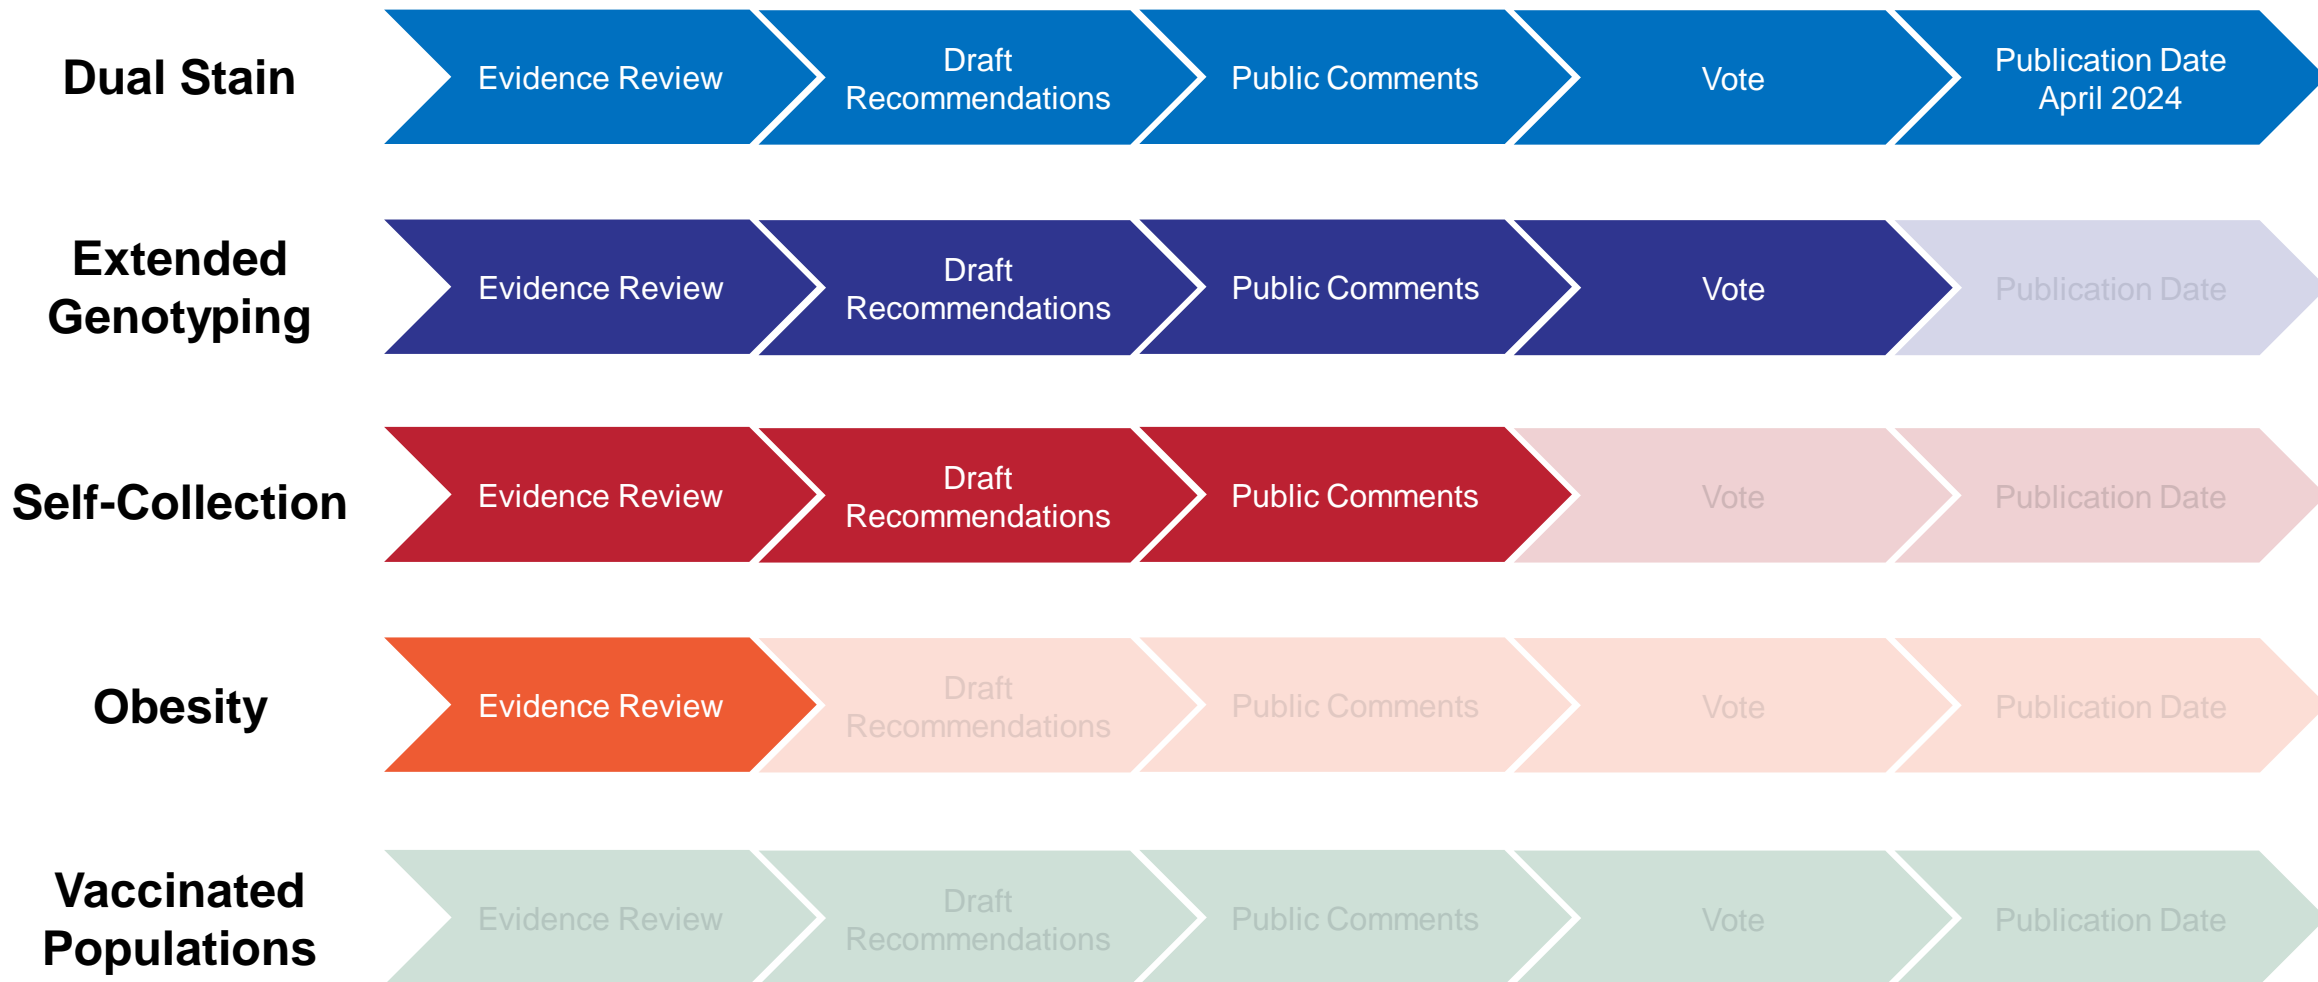 Dual Stain
Evidence Review
Draft
Recommendations
Public Comments
Vote
Publication Date
April 2024
Extended
Genotyping
Evidence Review
Draft
Recommendations
Public Comments
Vote
Publication Date
Self-Collection
Evidence Review
Draft
Recommendations
Public Comments
Vote
Publication Date
Obesity
Evidence Review
Draft
Recommendations
Public Comments
Vote
Publication Date
Vaccinated
Populations
Evidence Review
Draft
Recommendations
Public Comments
Vote
Publication Date